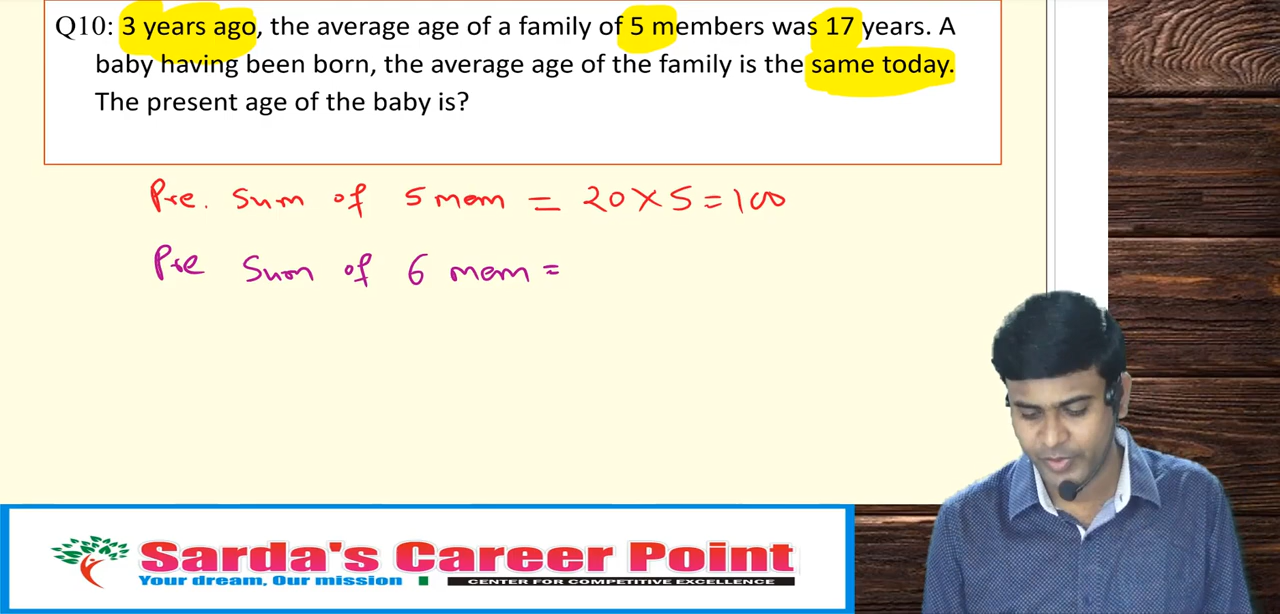 Q10: 3 years ago, the average age of a family of 5 members was 17 years. A
baby having been born, the average age of the family is the same today.
The present age of the baby is?
Pre. Sum of 5 mem = 20 × 5 = 100
Pre Sum of 6 mem =
Sarda's Career Point
Your dream, Our mission CENTER FOR COMPETITIVE EXCELLENCE